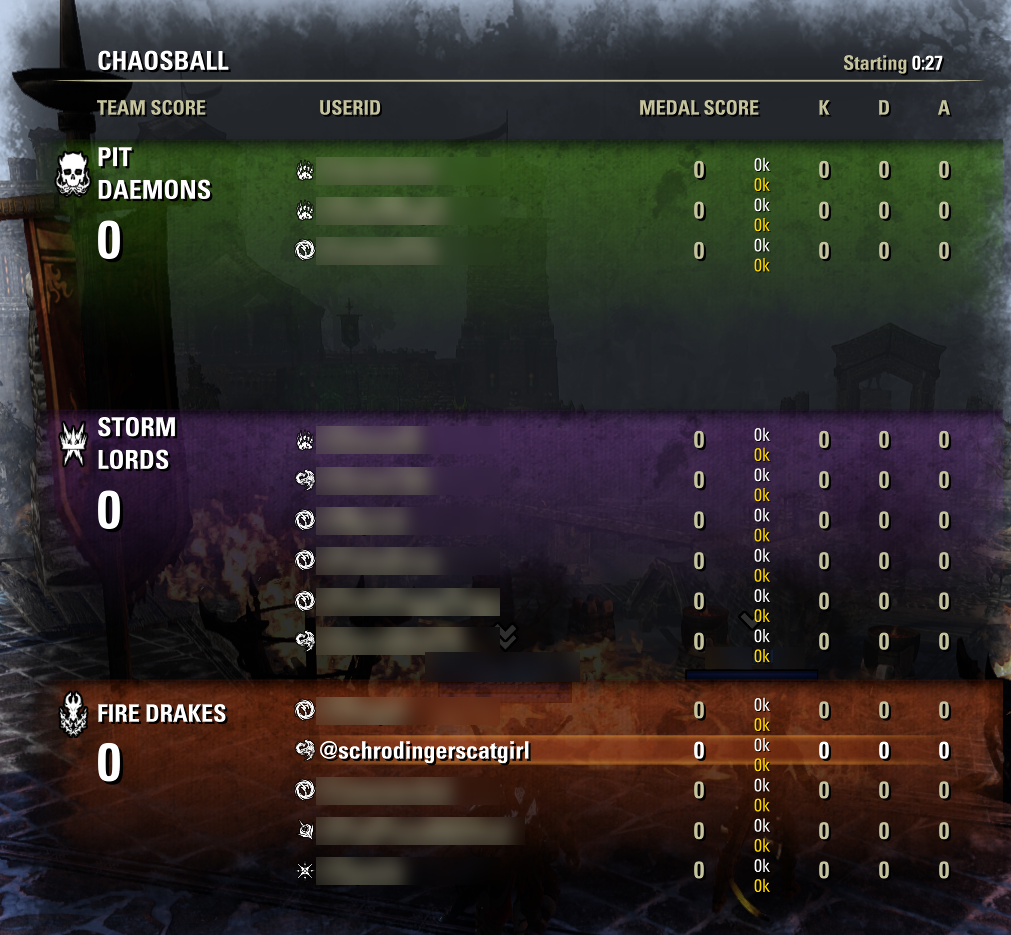 CHAOSBALL
Starting 0:27
TEAM SCORE USERID MEDAL SCORE K D A
PIT
DAEMONS
0
0 0k 0k 0 0 0
0 0k 0k 0 0 0
0 0k 0k 0 0 0
STORM
LORDS
0
0 0k 0k 0 0 0
0 0k 0k 0 0 0
0 0k 0k 0 0 0
0 0k 0k 0 0 0
0 0k 0k 0 0 0
0 0k 0k 0 0 0
FIRE DRAKES
0
0 0k 0k 0 0 0
@schrodingerscatgirl 0 0k 0k 0 0 0
0 0k 0k 0 0 0
0 0k 0k 0 0 0
0 0k 0k 0 0 0